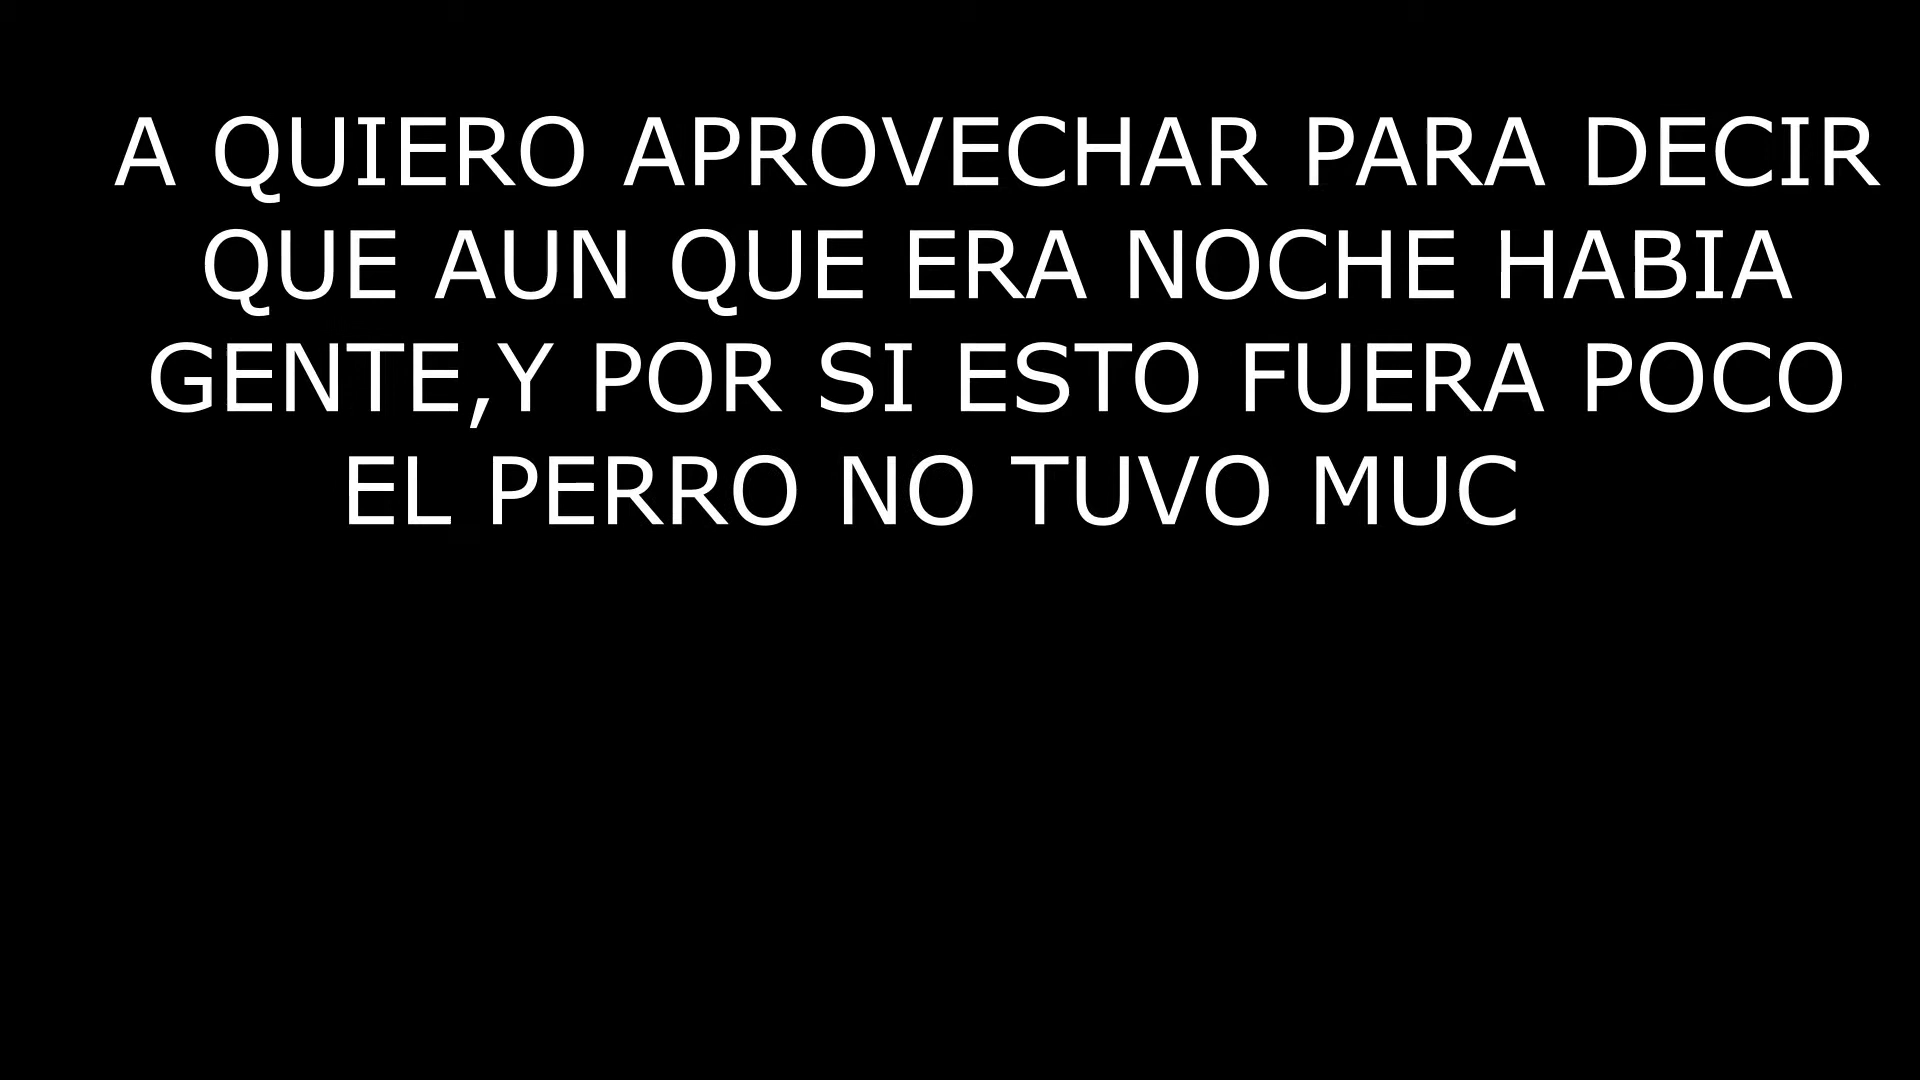 A QUIERO APROVECHAR PARA DECIR
QUE AUN QUE ERA NOCHE HABIA
GENTE,Y POR SI ESTO FUERA POCO
EL PERRO NO TUVO MUC